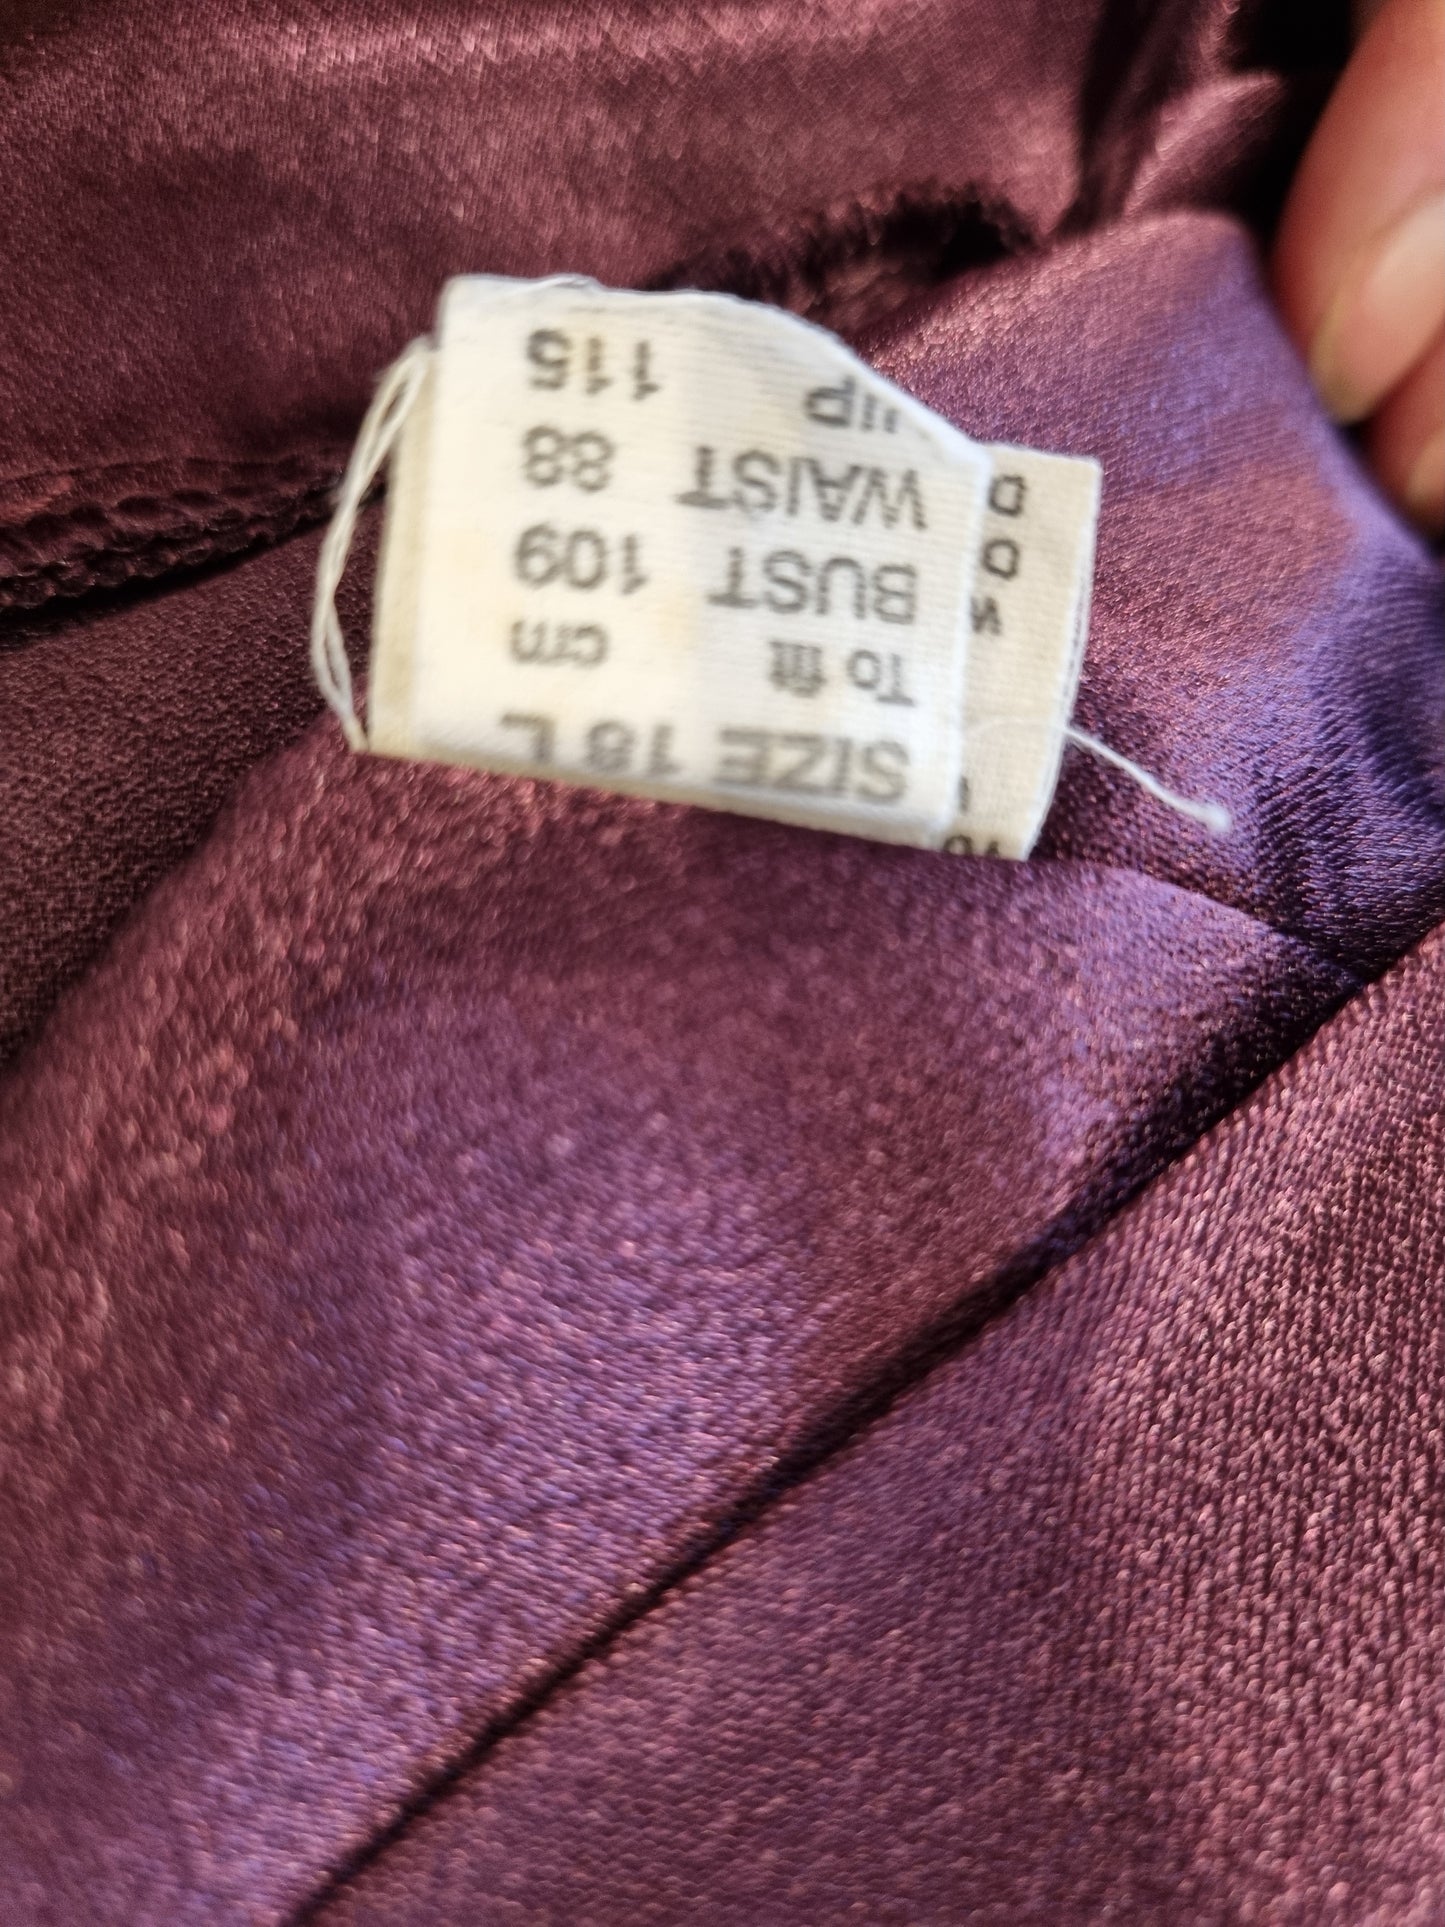 SIZE 18 L
To fit cm
BUST 109
WAIST 88
HIP 115